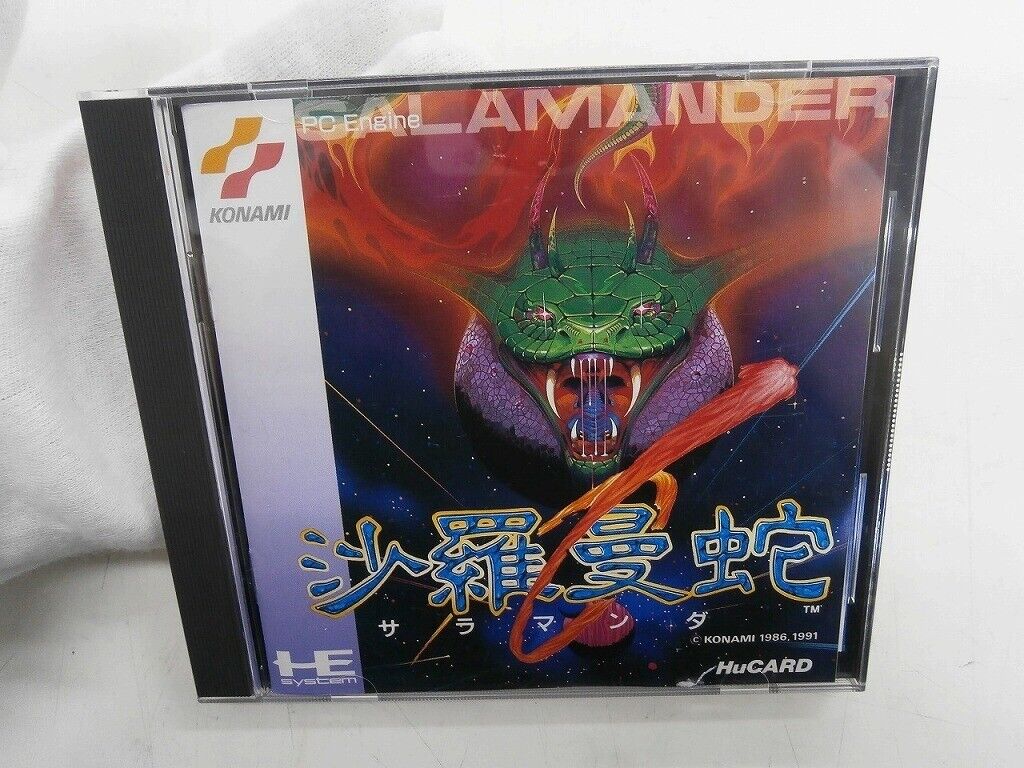 SALAMANDER
PC Engine
KONAMI
沙羅曼蛇
TM
サラマンダ
© KONAMI 1986, 1991
HE
system
HuCARD